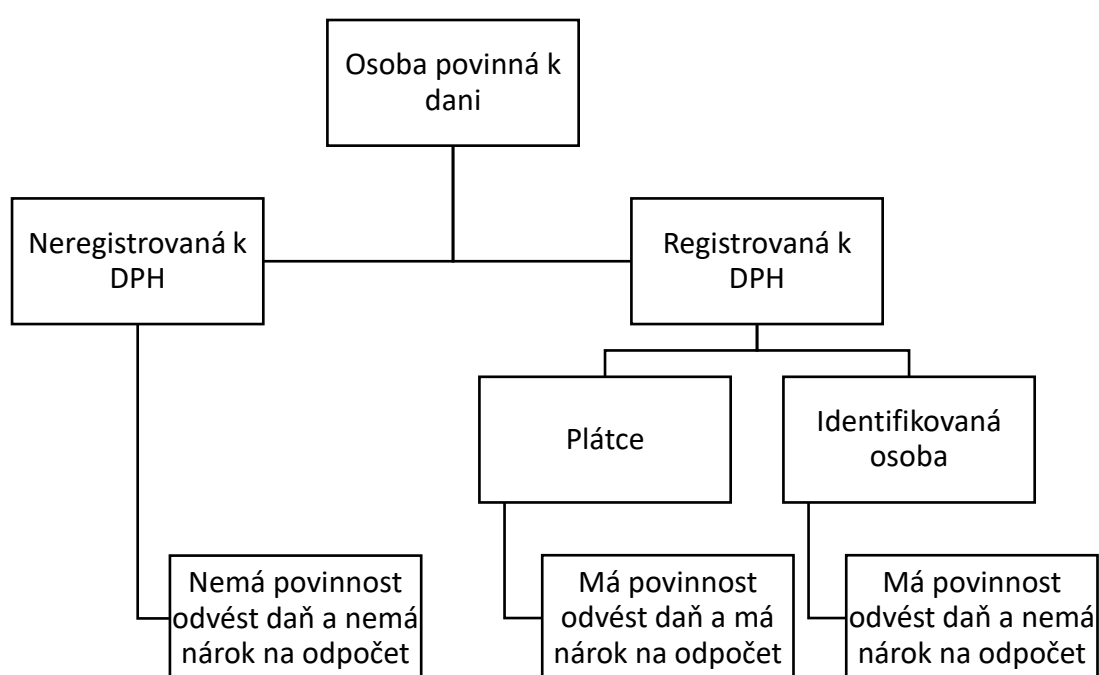 Osoba povinná k
dani
Neregistrovaná k
DPH
Registrovaná k
DPH
Plátce
Identifikovaná
osoba
Nemá povinnost
odvést daň a nemá
nárok na odpočet
Má povinnost
odvést daň a má
nárok na odpočet
Má povinnost
odvést daň a nemá
nárok na odpočet